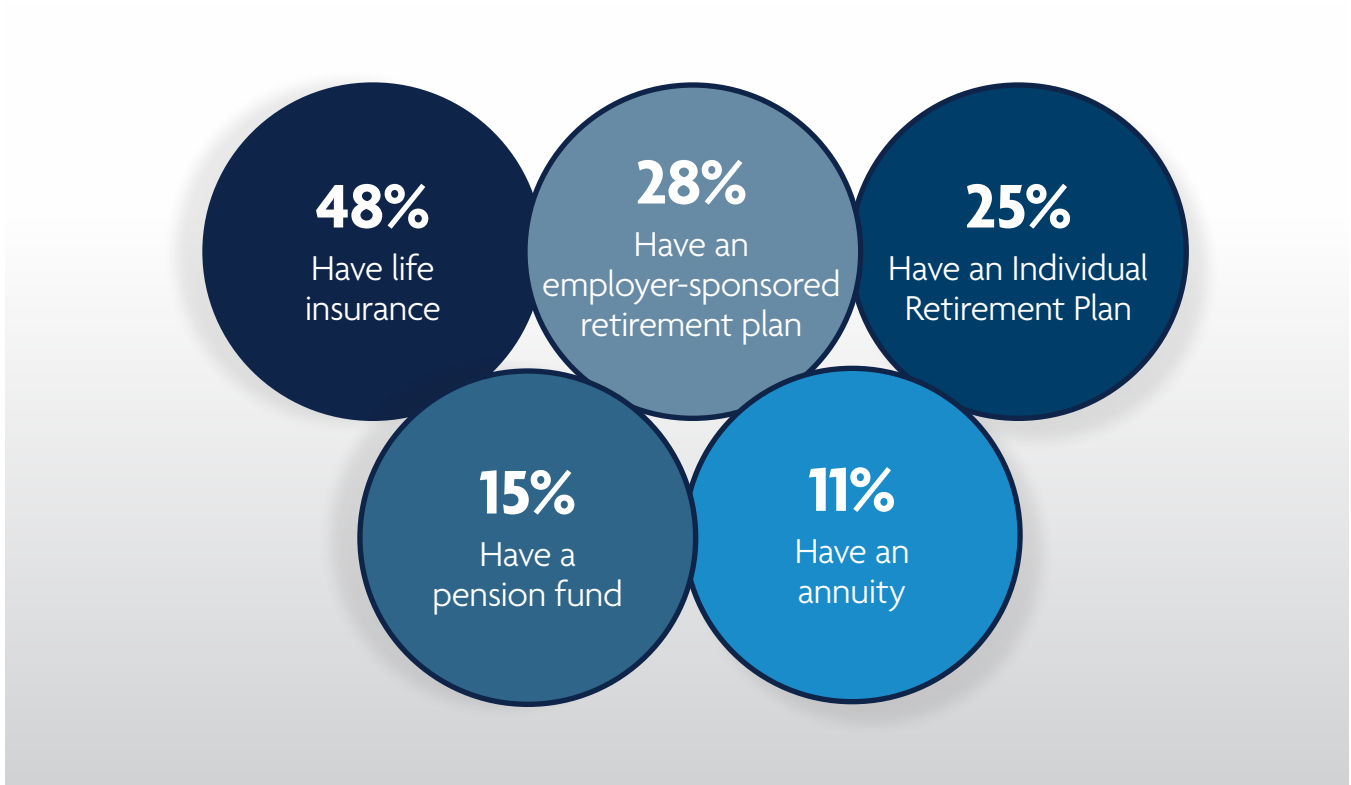 48%
Have life
insurance
28%
Have an
employer-sponsored
retirement plan
25%
Have an Individual
Retirement Plan
15%
Have a
pension fund
11%
Have an
annuity